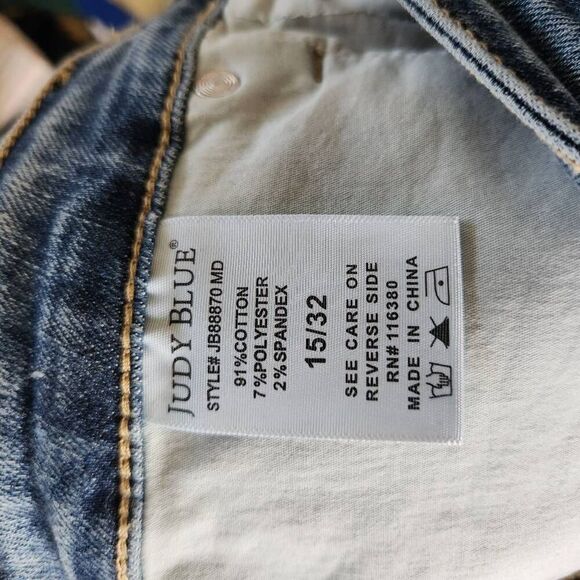 JUDY BLUE®
STYLE# JB88870 MD
91%COTTON
7%POLYESTER
2%SPANDEX
15/32
SEE CARE ON
REVERSE SIDE
RN# 116380
MADE IN CHINA